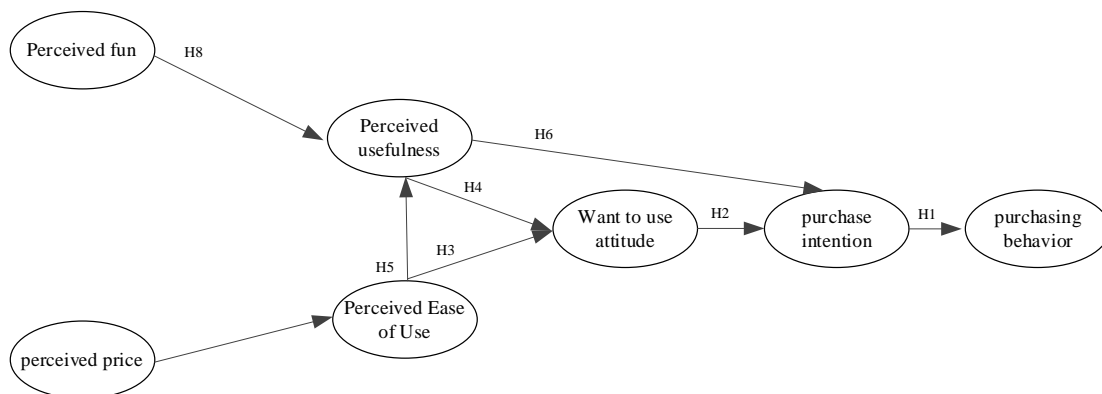 Perceived fun
H8
Perceived
usefulness
H6
H4
Want to use
attitude
H2
purchase
intention
H1
purchasing
behavior
H3
H5
Perceived Ease
of Use
perceived price